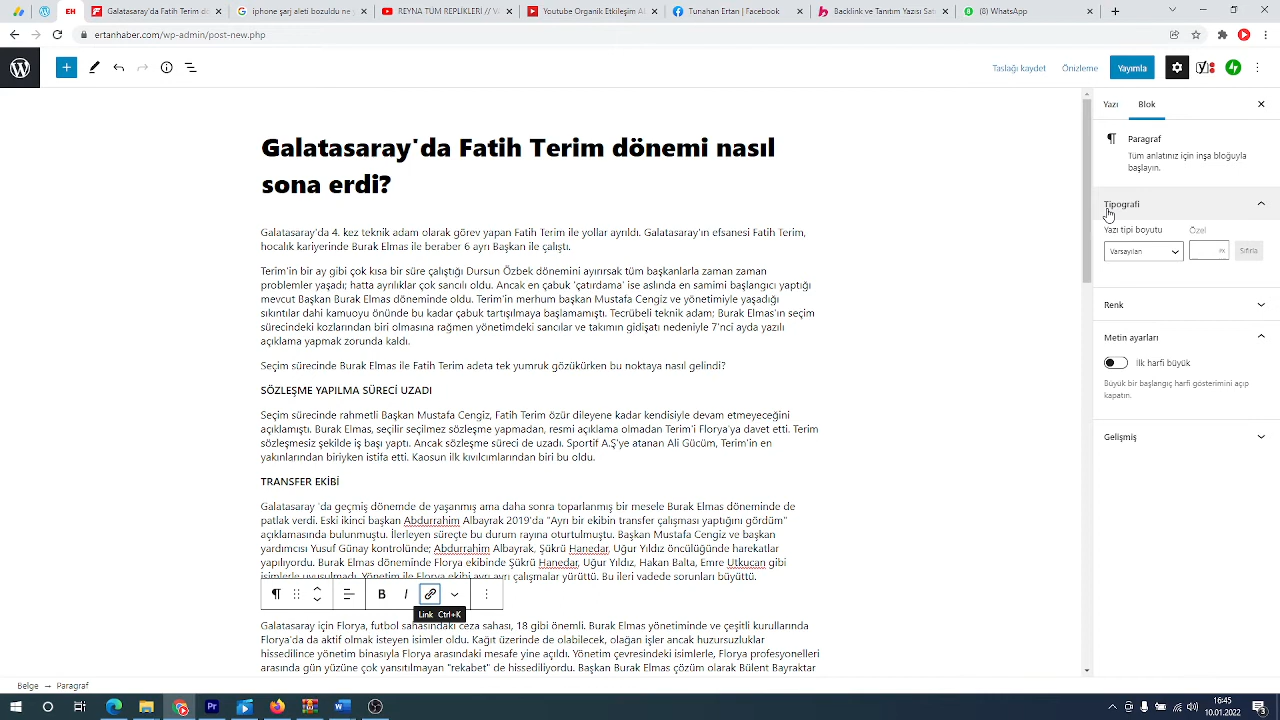 EH
Galatasaray'da Fatih Terim dö
iphone şarj aleti bozuldu ne y
REYNA TÜM REPLİKLERİ // V
Youtube Organik Etkileşim Al
Tunahan Ertan | Facebook
Backlink ve Tanıtım Yazısı Sat
(8) WhatsApp
ertanhaber.com/wp-admin/post-new.php
Taslağı kaydet
Önizleme
Yayımla
Galatasaray'da Fatih Terim dönemi nasıl
sona erdi?
Galatasaray'da 4. kez teknik adam olarak görev yapan Fatih Terim ile yollar ayrıldı. Galatasaray'ın efsanesi Fatih Terim,
hocalık kariyerinde Burak Elmas ile beraber 6 ayrı Başkan ile çalıştı.
Terim'in bir ay gibi çok kısa bir süre çalıştığı Dursun Özbek dönemini ayırırsak tüm başkanlarla zaman zaman
problemler yaşadı; hatta ayrılıklar çok sancılı oldu. Ancak en çabuk 'çatırdama' ise aslında en samimi başlangıcı yaptığı
mevcut Başkan Burak Elmas döneminde oldu. Terim'in merhum başkan Mustafa Cengiz ve yönetimiyle yaşadığı
sıkıntılar dahi kamuoyu önünde bu kadar çabuk tartışılmaya başlamamıştı. Tecrübeli teknik adam; Burak Elmas'ın seçim
sürecindeki kozlarından biri olmasına rağmen yönetimdeki sancılar ve takımın gidişatı nedeniyle 7'nci ayda yazılı
açıklama yapmak zorunda kaldı.
Seçim sürecinde Burak Elmas ile Fatih Terim adeta tek yumruk gözükürken bu noktaya nasıl gelindi?
SÖZLEŞME YAPILMA SÜRECİ UZADI
Seçim sürecinde rahmetli Başkan Mustafa Cengiz, Fatih Terim özür dileyene kadar kendisiyle devam etmeyeceğini
açıklamıştı. Burak Elmas, seçilir seçilmez sözleşme yapmadan, resmi açıklama olmadan Terim'i Florya'ya davet etti. Terim
sözleşmesiz şekilde iş başı yaptı. Ancak sözleşme süreci de uzadı. Sportif A.Ş'ye atanan Ali Gücüm, Terim'in en
yakınlarından biriyken istifa etti. Kaosun ilk kıvılcımlarından biri bu oldu.
TRANSFER EKİBİ
Galatasaray 'da geçmiş dönemde de yaşanmış ama daha sonra toparlanmış bir mesele Burak Elmas döneminde de
patlak verdi. Eski ikinci başkan Abdurrahim Albayrak 2019'da "Ayrı bir ekibin transfer çalışması yaptığını gördüm"
açıklamasında bulunmuştu. İlerleyen süreçte bu durum rayına oturtulmuştu. Başkan Mustafa Cengiz ve başkan
yardımcısı Yusuf Günay kontrolünde; Abdurrahim Albayrak, Şükrü Hanedar, Uğur Yıldız öncülüğünde harekatlar
yapılıyordu. Burak Elmas döneminde Florya ekibinde Şükrü Hanedar, Uğur Yıldız, Hakan Balta, Emre Utkucan gibi
isimlerle uyuşulmadı. Yönetim ile Florya ekibi ayrı ayrı çalışmalar yürüttü. Bu ileri vadede sorunları büyüttü.
B I
Link Ctrl+K
Galatasaray için Florya, futbol sahasındaki ceza sahası, 18 gibi önemli. Burak Elmas yönetiminde ve çeşitli kurullarında
Florya'da da aktif olmak isteyen isimler oldu. Kağıt üzerinde de olabilecek, olağan işler ancak huzursuzluklar
hissedilince yönetim binasıyla Florya arasındaki mesafe yine açıldı. Yönetim çevresindeki isimlerle, Florya profesyonelleri
arasında gün yüzüne çok yansıtılmayan "rekabet" de hissediliyordu. Başkan Burak Elmas çözüm olarak Bülent Bayraktar
Yazı
Blok
Paragraf
Tüm anlatınız için inşa bloğuyla
başlayın.
Tipografi
Yazı tipi boyutu
Özel
Varsayılan
PX
Sıfırla
Renk
Metin ayarları
İlk harfi büyük
Büyük bir başlangıç harfi gösterimini açıp
kapatın.
Gelişmiş
Belge → Paragraf
16:45
10.01.2022